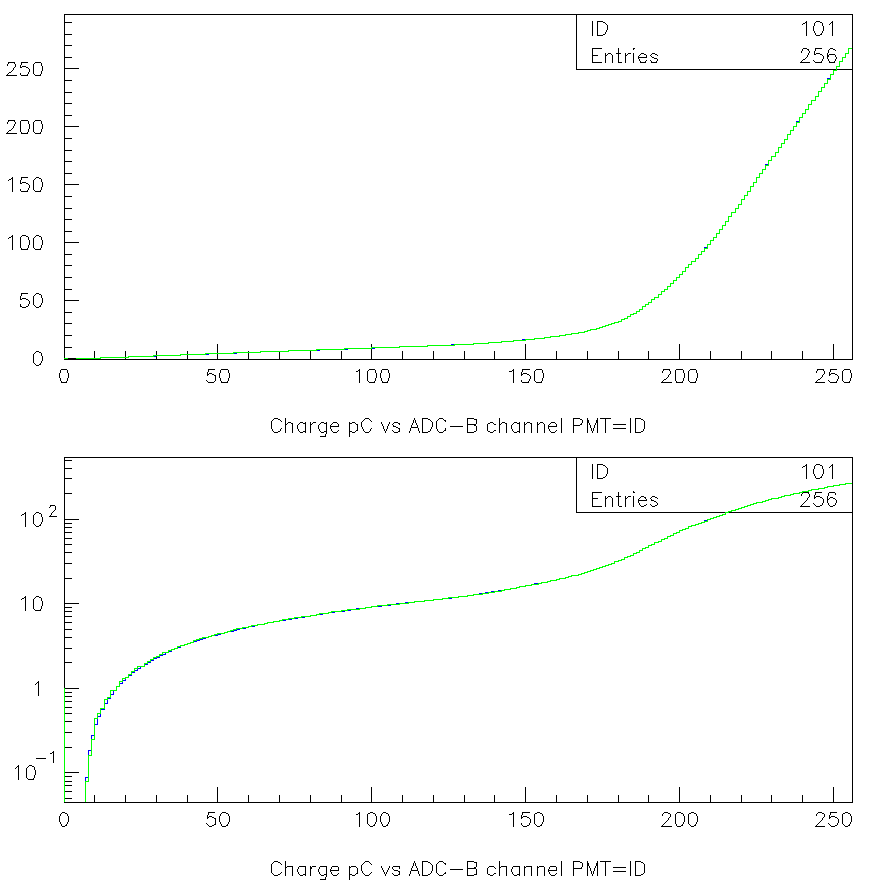 ID 101
Entries 256
250
200
150
100
50
0
0 50 100 150 200 250
Charge pC vs ADC-B channel PMT=ID
ID 101
Entries 256
10^2
10
1
10^-1
0 50 100 150 200 250
Charge pC vs ADC-B channel PMT=ID